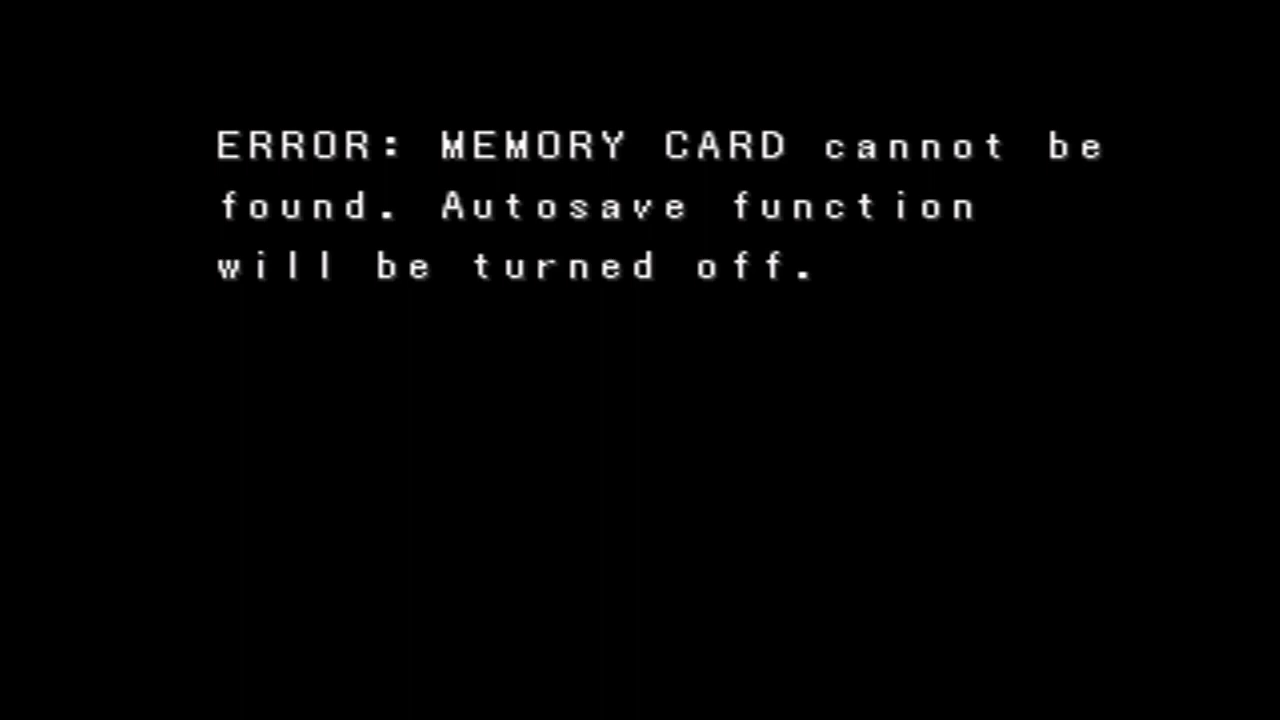 ERROR: MEMORY CARD cannot be
found. Autosave function
will be turned off.